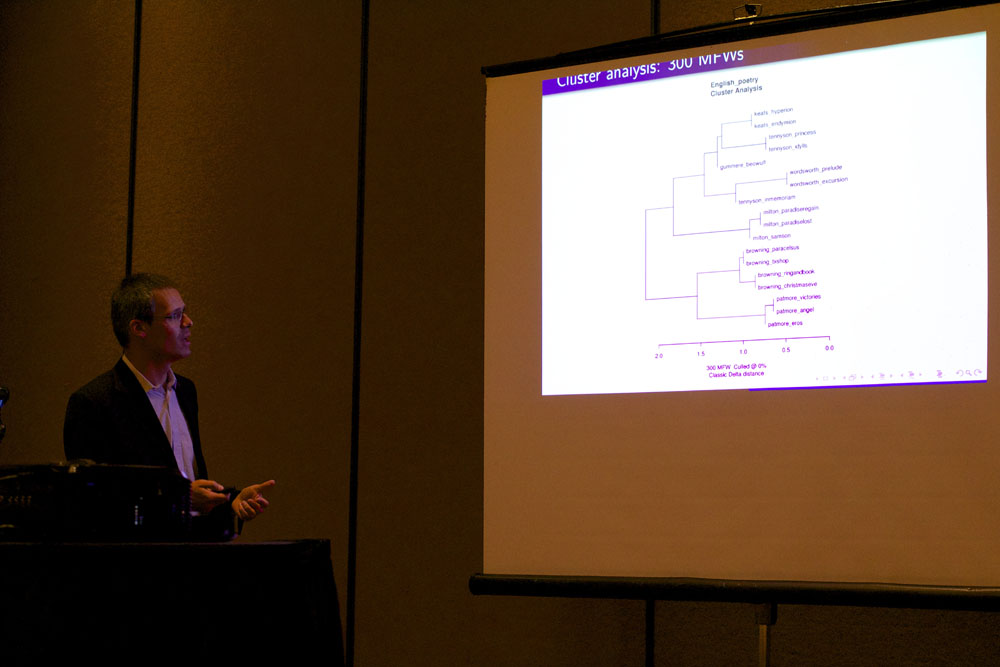 Cluster analysis: 300 MFWs
English_poetry
Cluster Analysis
keats_hyperion
keats_endymion
tennyson_princess
tennyson_idylls
gummere_beowulf
wordsworth_prelude
wordsworth_excursion
tennyson_inmemoriam
milton_paradiseregain
milton_paradiselost
milton_samson
browning_paracelsus
browning_bishop
browning_ringandbook
browning_christmaseve
patmore_victories
patmore_angel
patmore_eros
2.0 1.5 1.0 0.5 0.0
300 MFW Culled @ 0%
Classic Delta distance